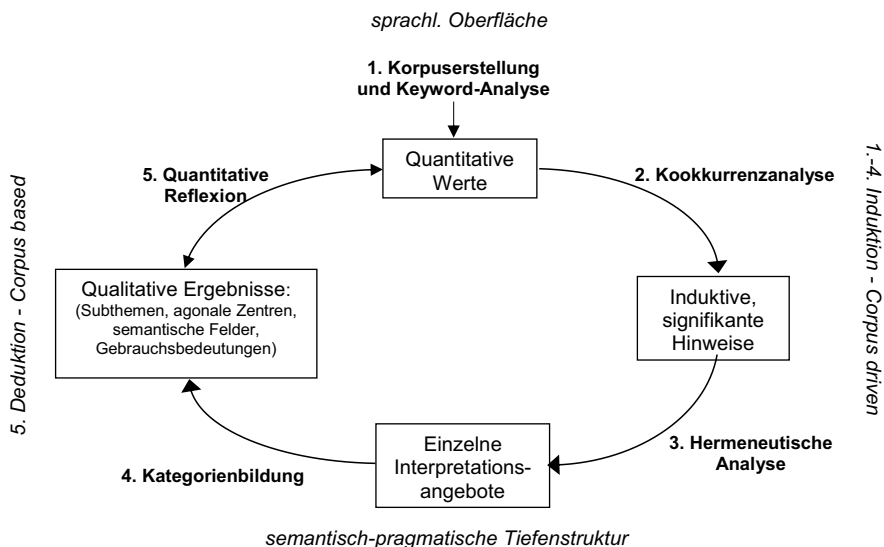 sprachl. Oberfläche
1. Korpuserstellung
und Keyword-Analyse
Quantitative
Werte
5. Quantitative
Reflexion
2. Kookkurrenzanalyse
5. Deduktion - Corpus based
1.-4. Induktion - Corpus driven
Qualitative Ergebnisse:
(Subthemen, agonale Zentren,
semantische Felder,
Gebrauchsbedeutungen)
Induktive,
signifikante
Hinweise
Einzelne
Interpretations-
angebote
3. Hermeneutische
Analyse
4. Kategorienbildung
semantisch-pragmatische Tiefenstruktur